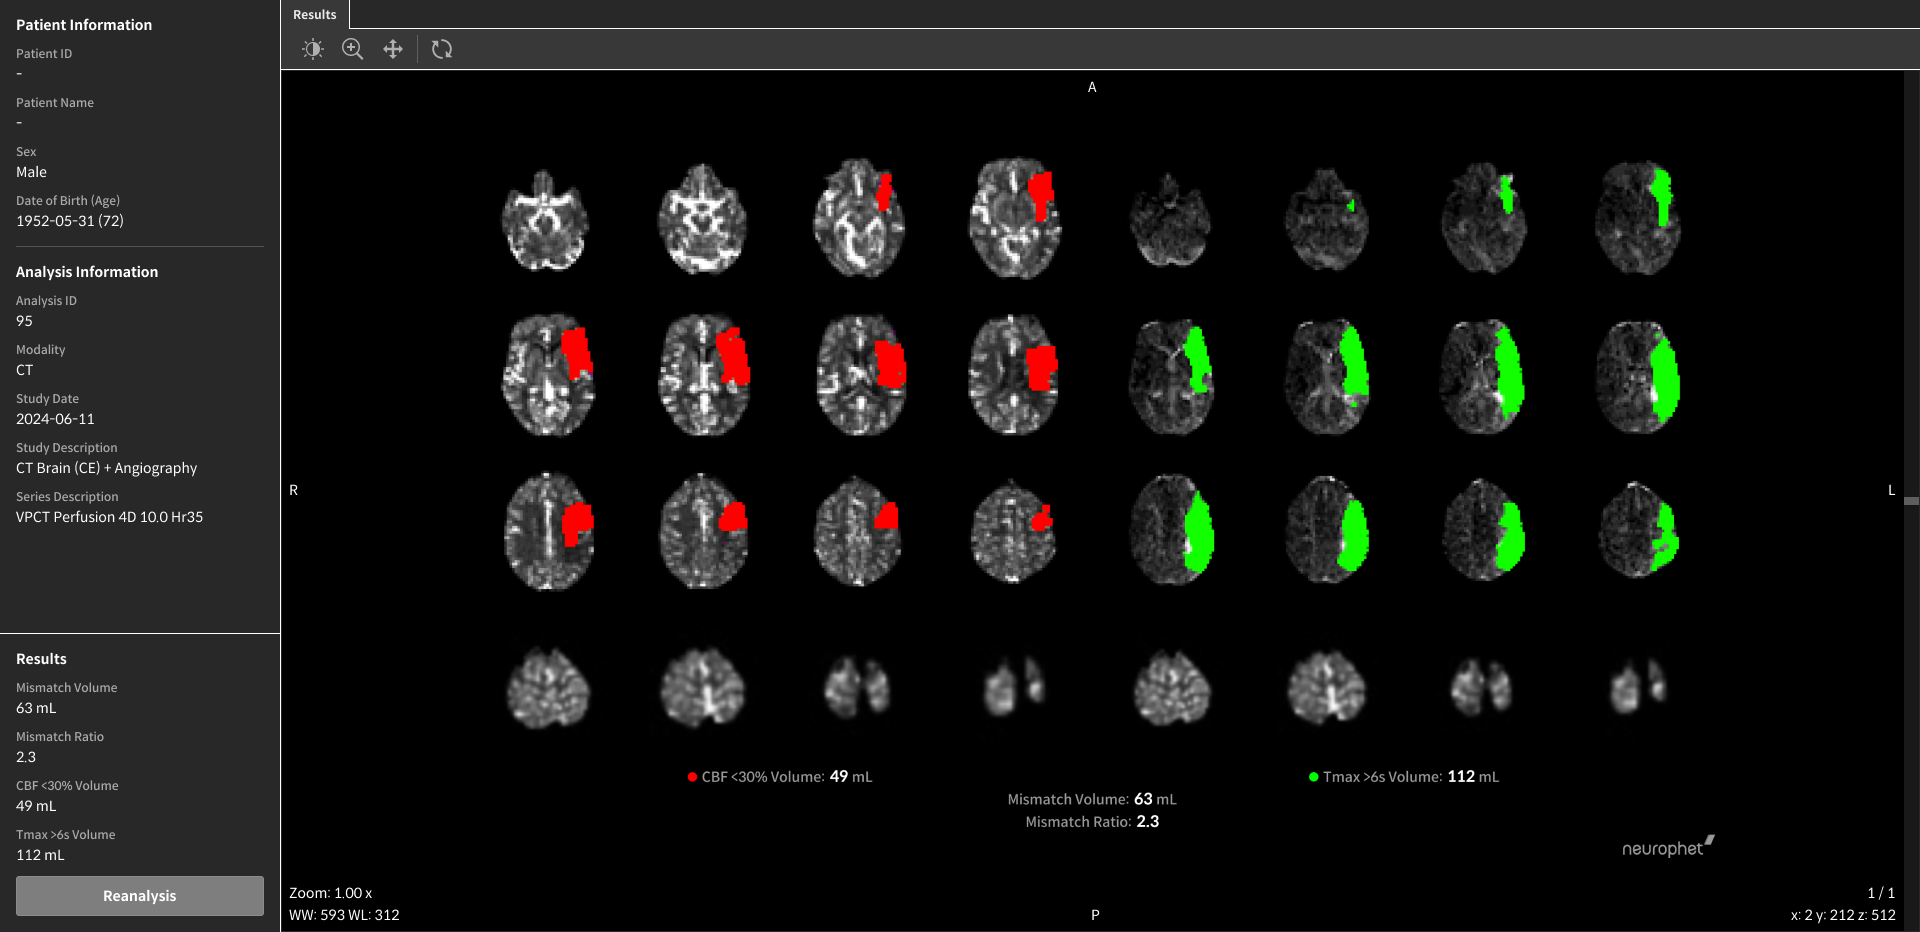 Patient Information
Patient ID
-
Patient Name
-
Sex
Male
Date of Birth (Age)
1952-05-31 (72)
Analysis Information
Analysis ID
95
Modality
CT
Study Date
2024-06-11
Study Description
CT Brain (CE) + Angiography
Series Description
VPCT Perfusion 4D 10.0 Hr35
Results
Mismatch Volume
63 mL
Mismatch Ratio
2.3
CBF <30% Volume
49 mL
Tmax >6s Volume
112 mL
Reanalysis
Results
A
R
L
CBF <30% Volume: 49 mL
Tmax >6s Volume: 112 mL
Mismatch Volume: 63 mL
Mismatch Ratio: 2.3
neurophet
Zoom: 1.00 x
1 / 1
WW: 593 WL: 312
P
x: 2 y: 212 z: 512